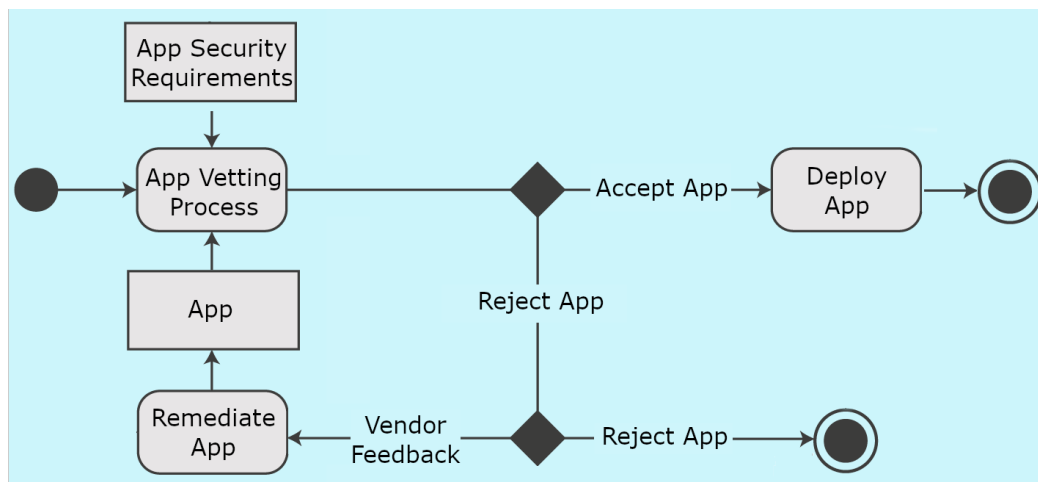 App Security
Requirements
App Vetting
Process
Accept App
Deploy
App
Reject App
App
Remediate
App
Vendor
Feedback
Reject App